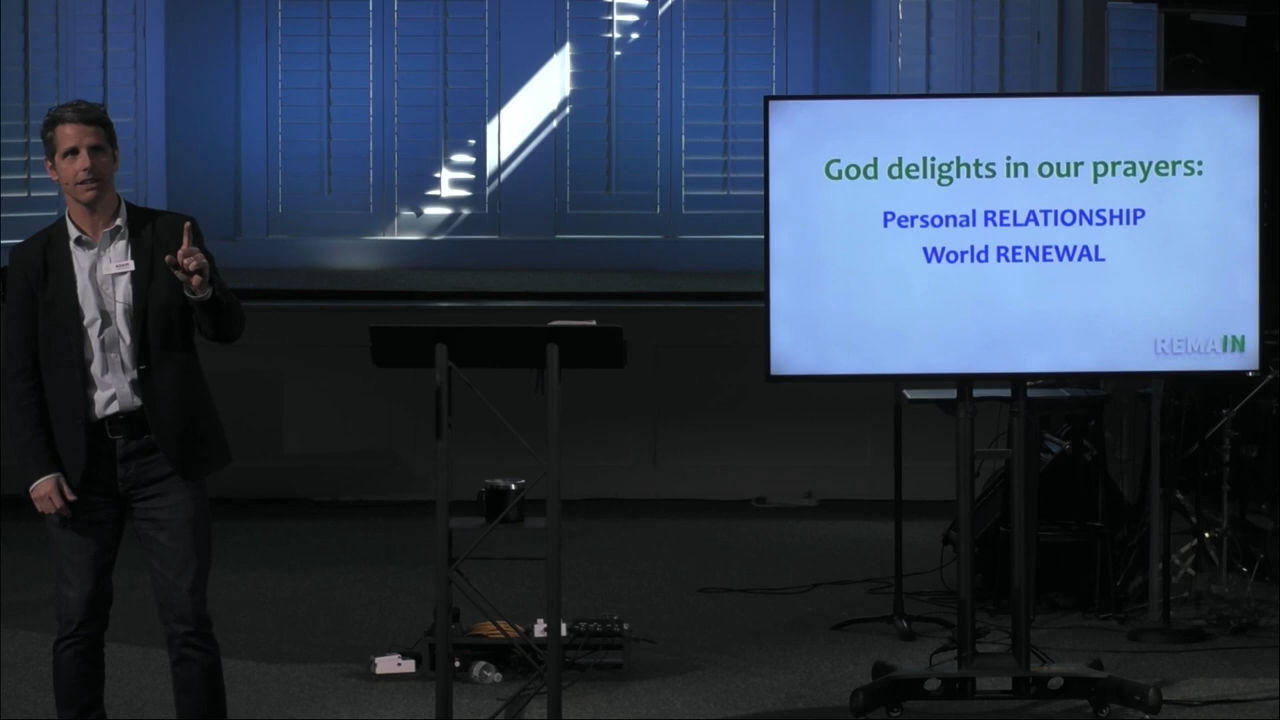 God delights in our prayers:
Personal RELATIONSHIP
World RENEWAL
REMAIN